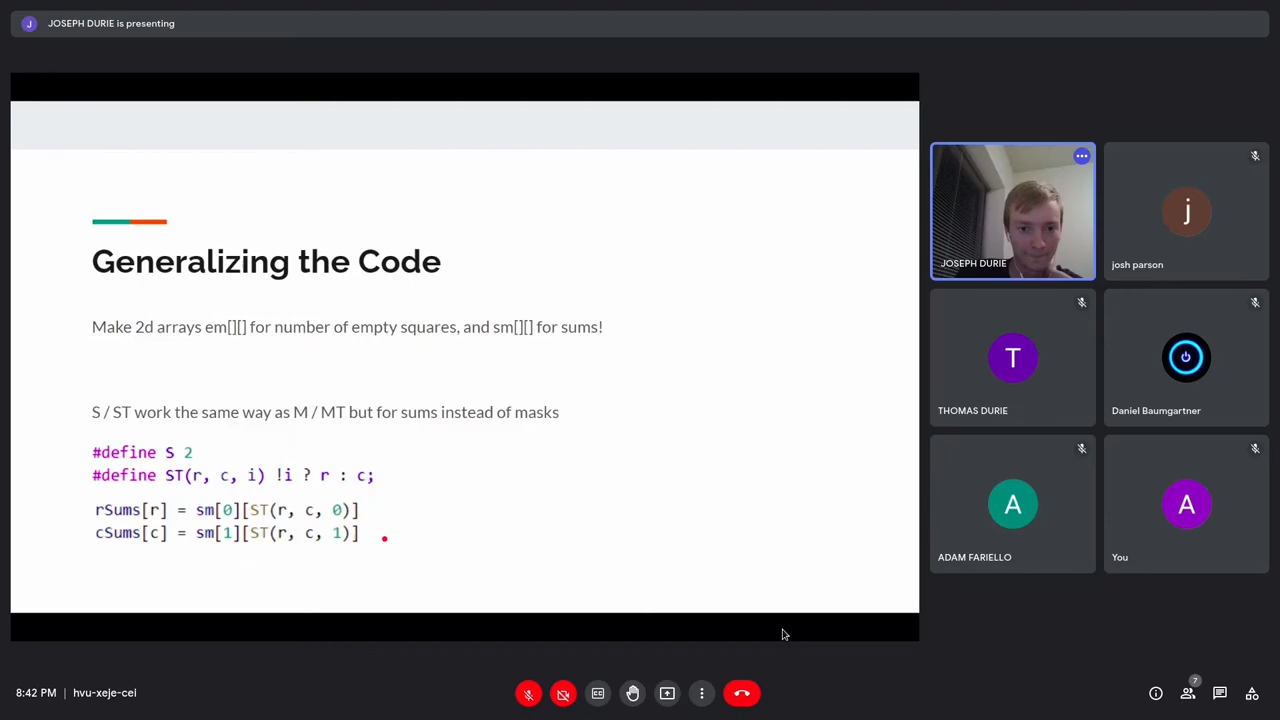 J
JOSEPH DURIE is presenting
Generalizing the Code
Make 2d arrays em[][] for number of empty squares, and sm[][] for sums!
S / ST work the same way as M / MT but for sums instead of masks
#define S 2
#define ST(r, c, i) !i ? r : c;
rSums[r] = sm[0][ST(r, c, 0)]
cSums[c] = sm[1][ST(r, c, 1)]
JOSEPH DURIE
j
josh parson
T
THOMAS DURIE
Daniel Baumgartner
A
ADAM FARIELLO
A
You
8:42 PM | hvu-xeje-cei
CC
7